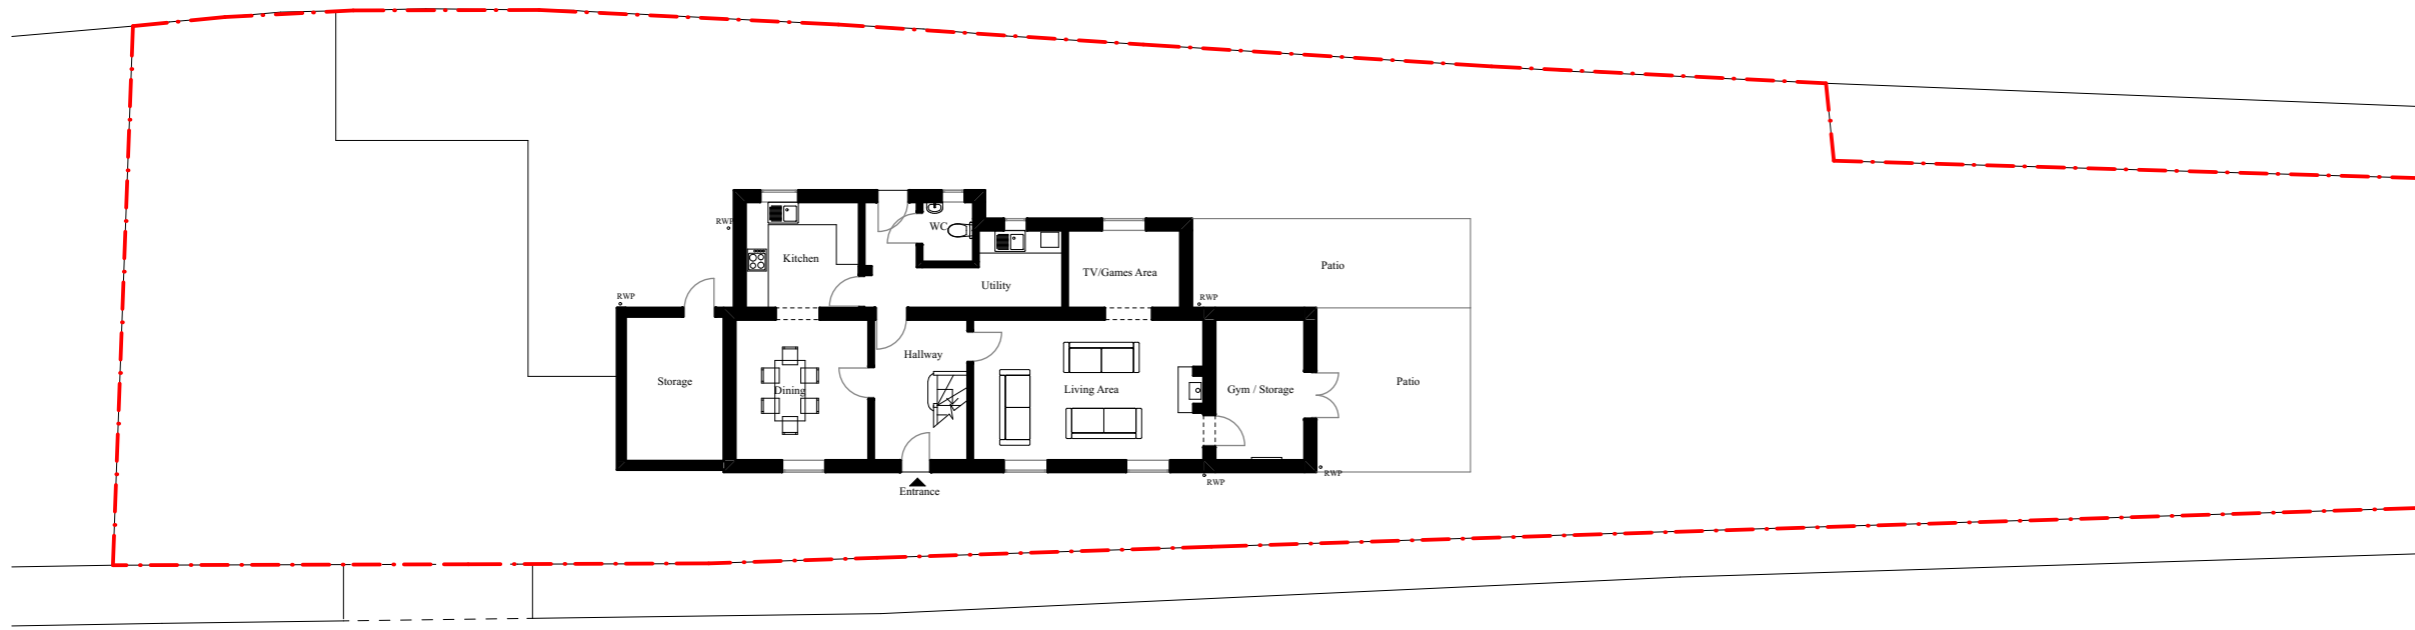 RWP
WC
Kitchen
Patio
TV/Games Area
Utility
RWP
RWP
Hallway
Storage
Patio
Dining
Living Area
Gym / Storage
RWP
RWP
Entrance